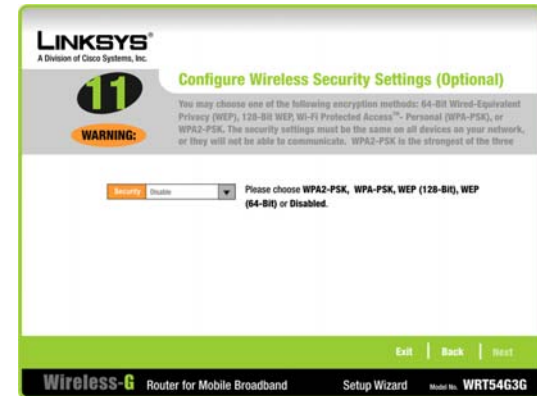 LINKSYS®
A Division of Cisco Systems, Inc.
11
Configure Wireless Security Settings (Optional)
WARNING:
You may choose one of the following encryption methods: 64-Bit Wired-Equivalent
Privacy (WEP), 128-Bit WEP, Wi-Fi Protected Access™- Personal (WPA-PSK), or
WPA2-PSK. The security settings must be the same on all devices on your network,
or they will not be able to communicate. WPA2-PSK is the strongest of the three
Security Disable
Please choose WPA2-PSK, WPA-PSK, WEP (128-Bit), WEP
(64-Bit) or Disabled.
Exit | Back | Next
Wireless-G Router for Mobile Broadband Setup Wizard Model No. WRT54G3G